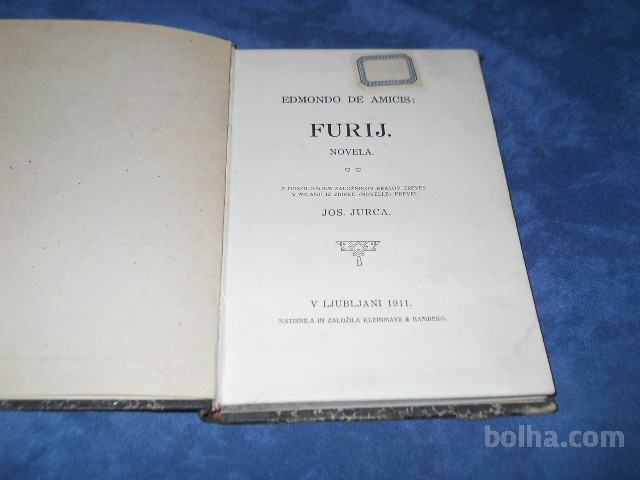 EDMONDO DE AMICIS:
FURIJ.
NOVELA.
Z DOVOLJENJEM ZALOŽNIKOV BRATOV TREVES
V MILANU IZ ZBIRKE »NOVELLE« PREVEL
JOS. JURCA.
V LJUBLJANI 1911.
NATISNILA IN ZALOŽILA KLEINMAYR & BAMBERG.
bolha.com